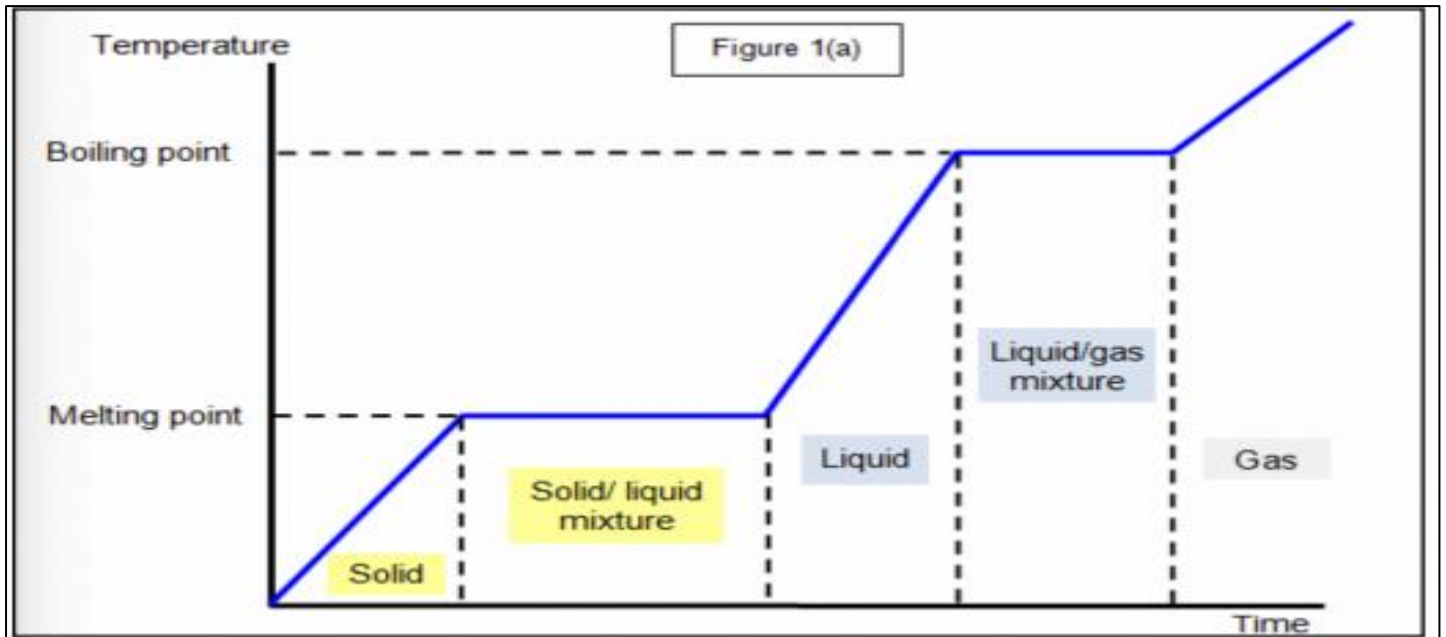 Temperature
Figure 1(a)
Boiling point
Melting point
Solid
Solid/ liquid
mixture
Liquid
Liquid/gas
mixture
Gas
Time